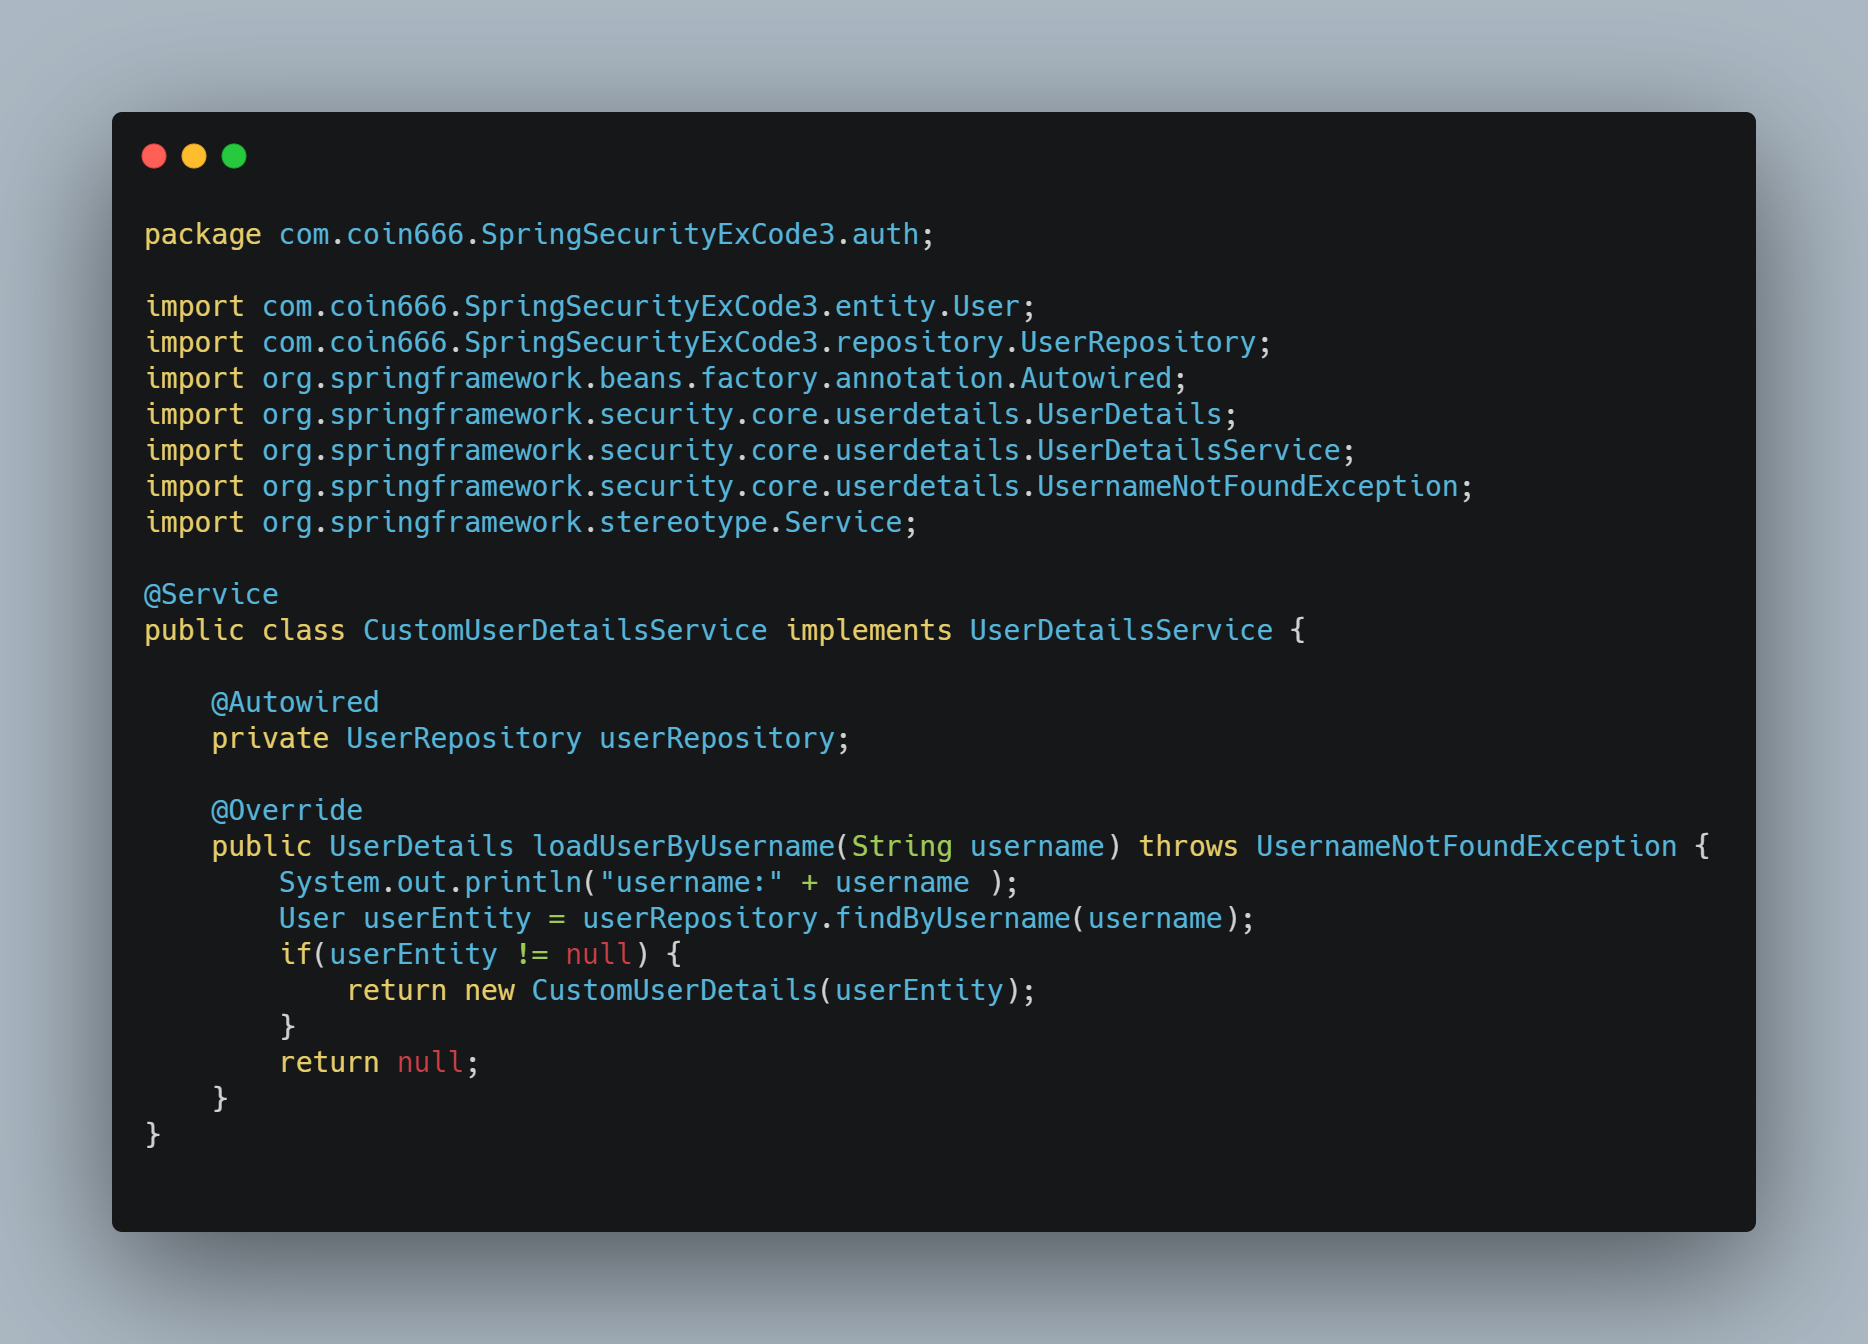 package com.coin666.SpringSecurityExCode3.auth;

import com.coin666.SpringSecurityExCode3.entity.User;
import com.coin666.SpringSecurityExCode3.repository.UserRepository;
import org.springframework.beans.factory.annotation.Autowired;
import org.springframework.security.core.userdetails.UserDetails;
import org.springframework.security.core.userdetails.UserDetailsService;
import org.springframework.security.core.userdetails.UsernameNotFoundException;
import org.springframework.stereotype.Service;

@Service
public class CustomUserDetailsService implements UserDetailsService {

    @Autowired
    private UserRepository userRepository;

    @Override
    public UserDetails loadUserByUsername(String username) throws UsernameNotFoundException {
        System.out.println("username:" + username );
        User userEntity = userRepository.findByUsername(username);
        if(userEntity != null) {
            return new CustomUserDetails(userEntity);
        }
        return null;
    }
}